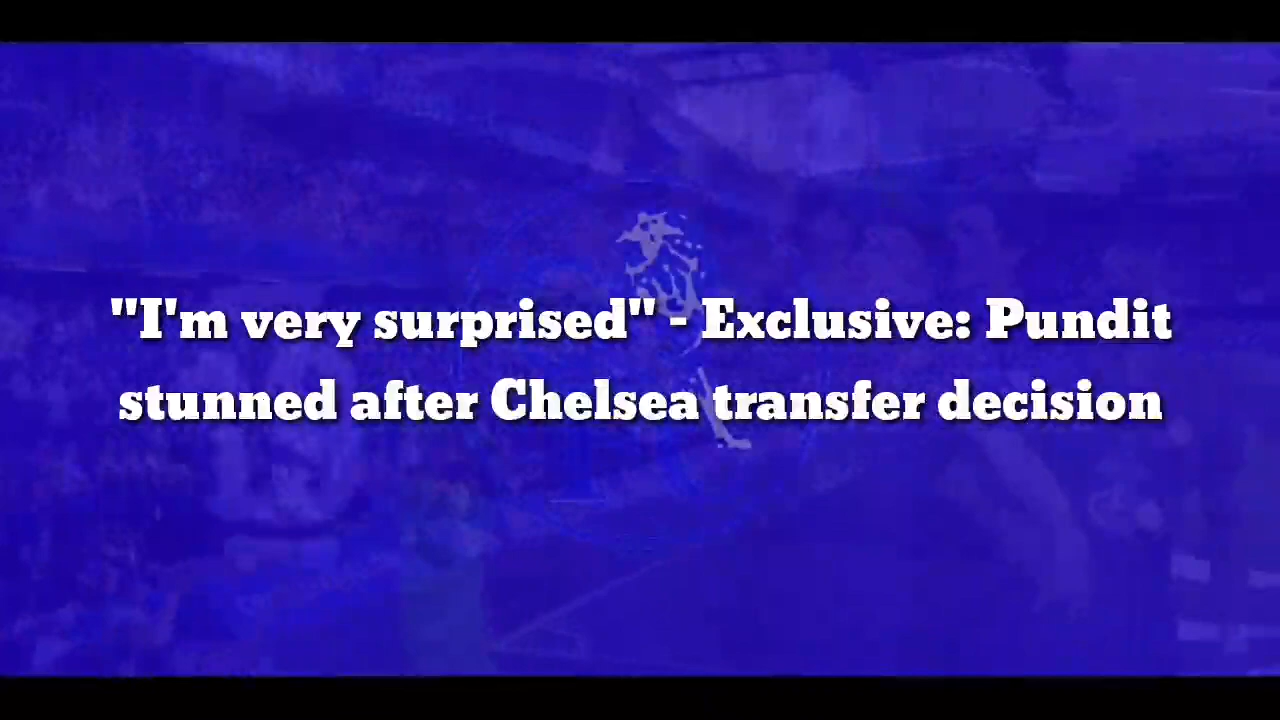 "I'm very surprised" - Exclusive: Pundit
stunned after Chelsea transfer decision